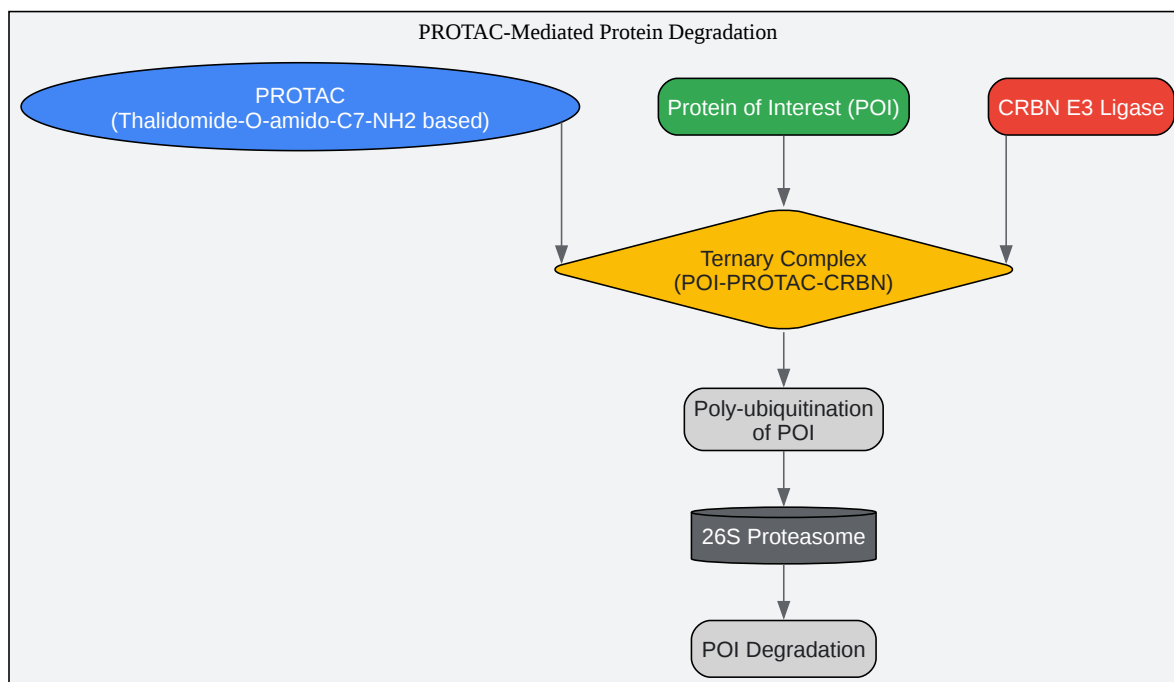 PROTAC-Mediated Protein Degradation
PROTAC
(Thalidomide-O-amido-C7-NH2 based)
Protein of Interest (POI)
CRBN E3 Ligase
Ternary Complex
(POI-PROTAC-CRBN)
Poly-ubiquitination
of POI
26S Proteasome
POI Degradation